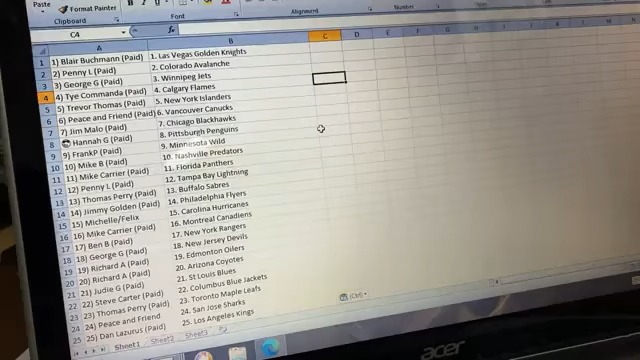 Paste
Format Painter
Clipboard
Font
Alignment
Number
C4
A B C D E F G H I J K L
1 1) Blair Buchmann (Paid) 1. Las Vegas Golden Knights
2 2) Penny L (Paid) 2. Colorado Avalanche
3 3) George G (Paid) 3. Winnipeg Jets
4 4) Tye Commanda (Paid) 4. Calgary Flames
5 5) Trevor Thomas (Paid) 5. New York Islanders
6 6) Peace and Friend (Paid) 6. Vancouver Canucks
7 7) Jim Malo (Paid) 7. Chicago Blackhawks
8 Hannah G (Paid) 8. Pittsburgh Penguins
9 9) FrankP (Paid) 9. Minnesota Wild
10 10) Mike B (Paid) 10. Nashville Predators
11 11) Mike Carrier (Paid) 11. Florida Panthers
12 12) Penny L (Paid) 12. Tampa Bay Lightning
13 13) Thomas Perry (Paid) 13. Buffalo Sabres
14 14) Jimmy Golden (Paid) 14. Philadelphia Flyers
15 15) Michelle/Felix 15. Carolina Hurricanes
16 16) Mike Carrier (Paid) 16. Montreal Canadiens
17 17) Ben B (Paid) 17. New York Rangers
18 18) George G (Paid) 18. New Jersey Devils
19 19) Richard A (Paid) 19. Edmonton Oilers
20 20) Richard A (Paid) 20. Arizona Coyotes
21 21) Judie G (Paid) 21. St Louis Blues
22 22) Steve Carter (Paid) 22. Columbus Blue Jackets
23 23) Thomas Perry (Paid) 23. Toronto Maple Leafs
24 24) Peace and Friend 24. San Jose Sharks
25 25) Dan Lazurus (Paid) 25. Los Angeles Kings
(Ctrl)
Sheet1 Sheet2 Sheet3
acer